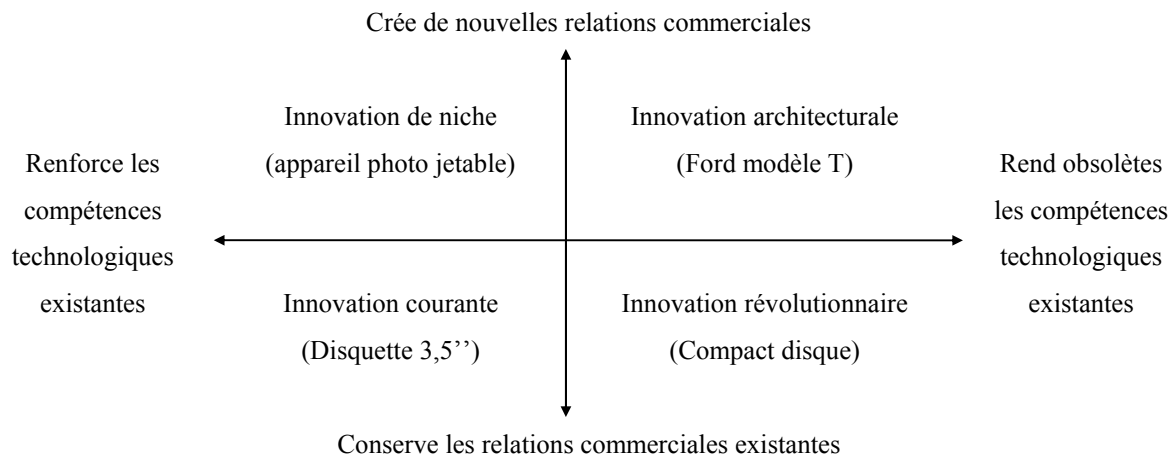 Crée de nouvelles relations commerciales
Innovation de niche
(appareil photo jetable)
Innovation architecturale
(Ford modèle T)
Renforce les
compétences
technologiques
existantes
Rend obsolètes
les compétences
technologiques
existantes
Innovation courante
(Disquette 3,5’’)
Innovation révolutionnaire
(Compact disque)
Conserve les relations commerciales existantes